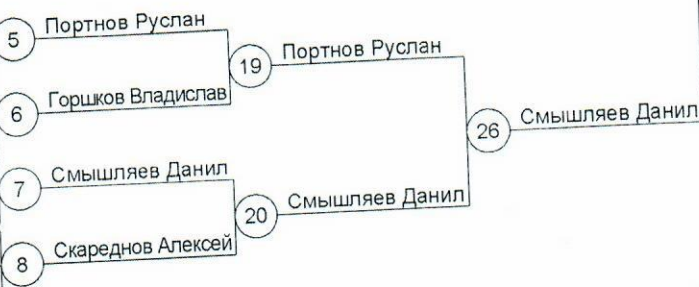 5 Портнов Руслан
19 Портнов Руслан
6 Горшков Владислав
26 Смышляев Данил
7 Смышляев Данил
20 Смышляев Данил
8 Скареднов Алексей